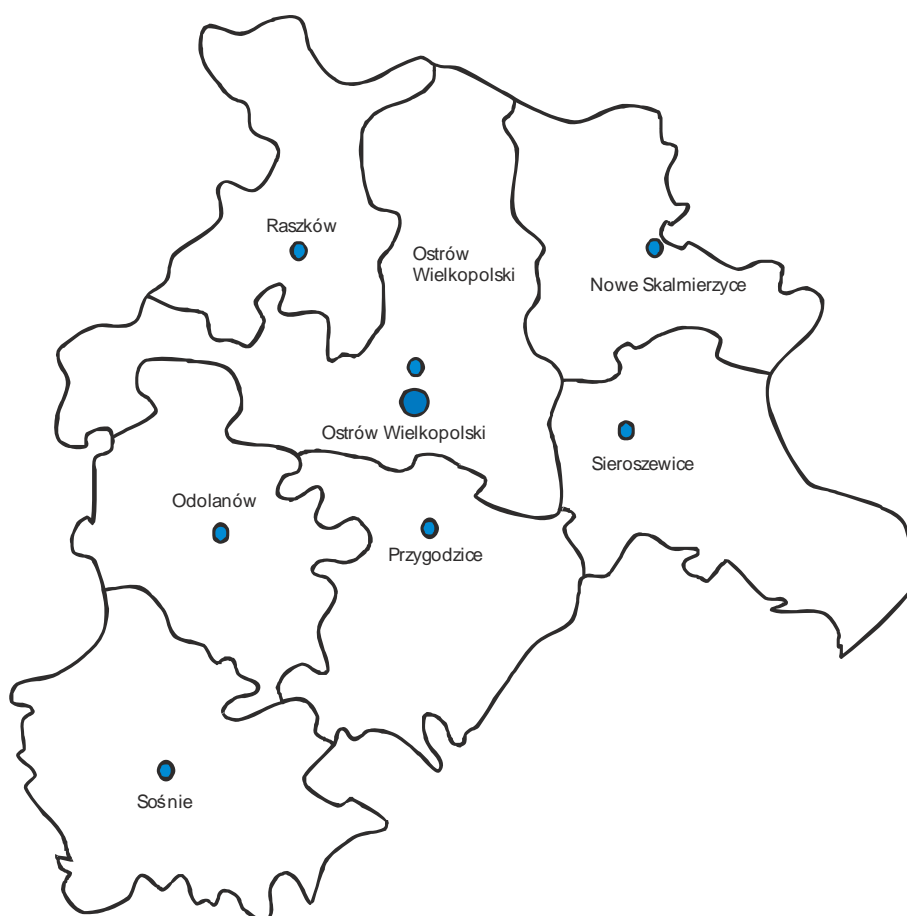 Raszków
Ostrów
Wielkopolski
Nowe Skalmierzyce
Ostrów Wielkopolski
Sieroszewice
Odolanów
Przygodzice
Sośnie